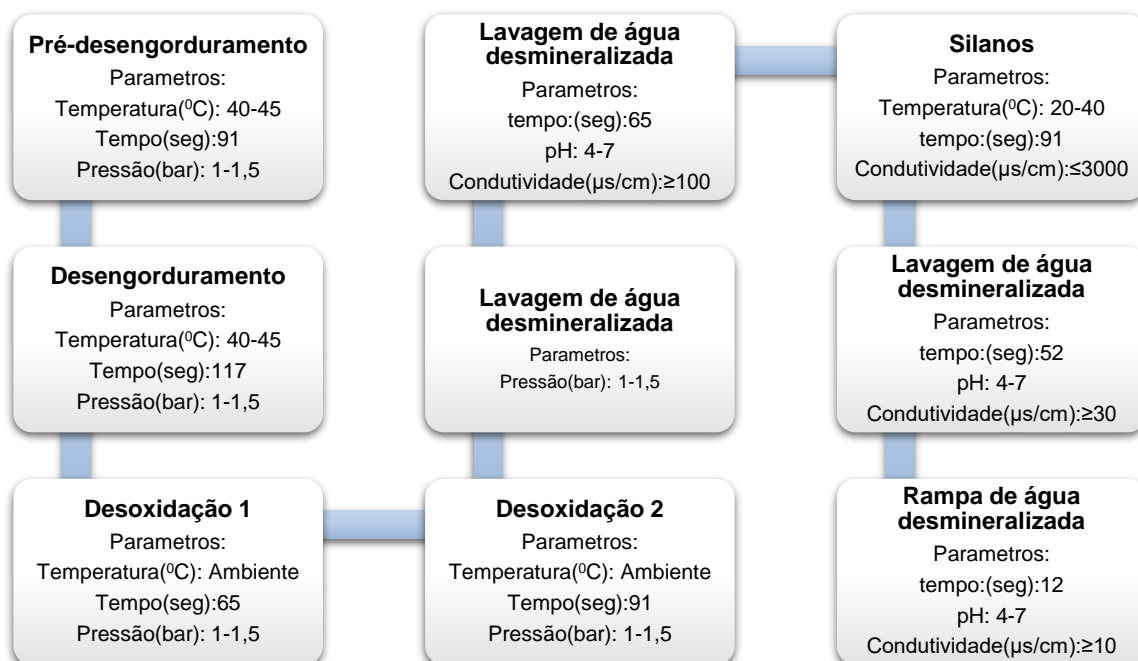 Pré-desengorduramento
Parametros:
Temperatura(⁰C): 40-45
Tempo(seg):91
Pressão(bar): 1-1,5
Desengorduramento
Parametros:
Temperatura(⁰C): 40-45
Tempo(seg):117
Pressão(bar): 1-1,5
Desoxidação 1
Parametros:
Temperatura(⁰C): Ambiente
Tempo(seg):65
Pressão(bar): 1-1,5
Desoxidação 2
Parametros:
Temperatura(⁰C): Ambiente
Tempo(seg):91
Pressão(bar): 1-1,5
Lavagem de água
desmineralizada
Parametros:
Pressão(bar): 1-1,5
Lavagem de água
desmineralizada
Parametros:
tempo:(seg):65
pH: 4-7
Condutividade(µs/cm):≥100
Silanos
Parametros:
Temperatura(⁰C): 20-40
tempo:(seg):91
Condutividade(µs/cm):≤3000
Lavagem de água
desmineralizada
Parametros:
tempo:(seg):52
pH: 4-7
Condutividade(µs/cm):≥30
Rampa de água
desmineralizada
Parametros:
tempo:(seg):12
pH: 4-7
Condutividade(µs/cm):≥10